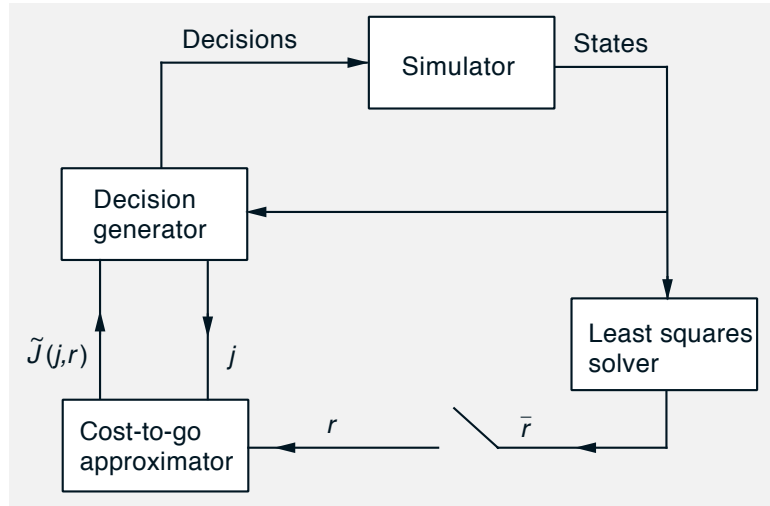 Decisions
Simulator
States
Decision
generator
Least squares
solver
J̃(j,r)
j
Cost-to-go
approximator
r
r̄